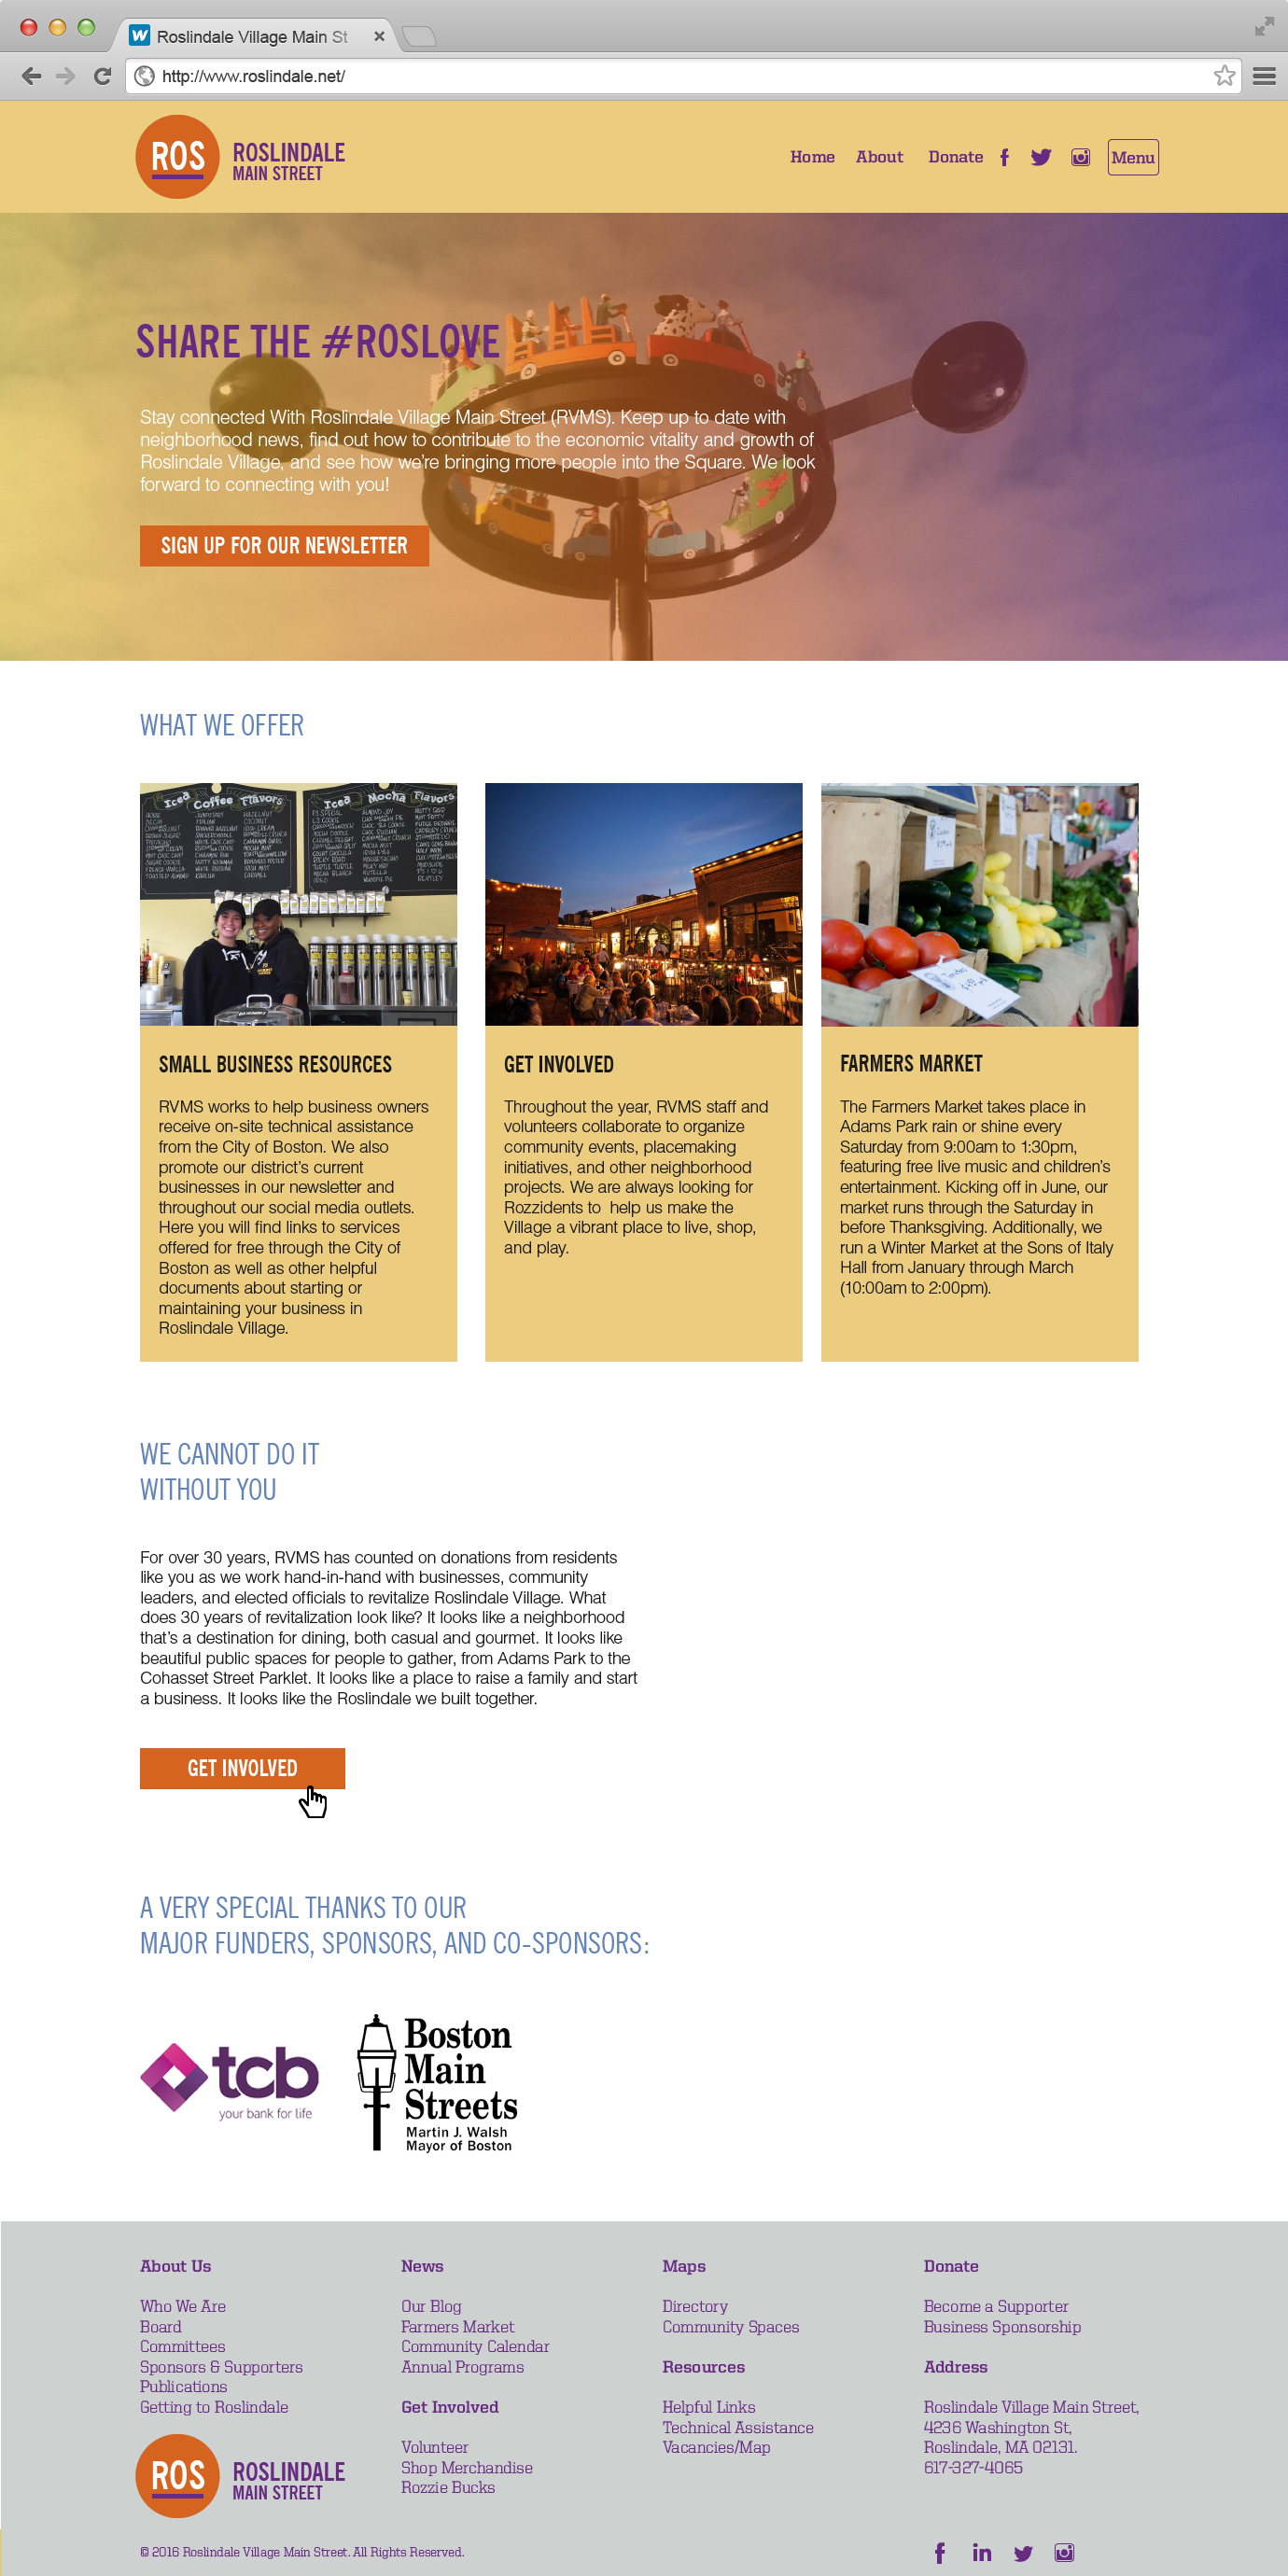 Roslindale Village Main St
http://www.roslindale.net/
ROS
ROSLINDALE
MAIN STREET
Home About Donate Menu
SHARE THE #ROSLOVE
Stay connected With Roslindale Village Main Street (RVMS). Keep up to date with
neighborhood news, find out how to contribute to the economic vitality and growth of
Roslindale Village, and see how we're bringing more people into the Square. We look
forward to connecting with you!
SIGN UP FOR OUR NEWSLETTER
WHAT WE OFFER
Iced Coffee Flavors
Iced Mocha Flavors
SMALL BUSINESS RESOURCES
RVMS works to help business owners
receive on-site technical assistance
from the City of Boston. We also
promote our district's current
businesses in our newsletter and
throughout our social media outlets.
Here you will find links to services
offered for free through the City of
Boston as well as other helpful
documents about starting or
maintaining your business in
Roslindale Village.
GET INVOLVED
Throughout the year, RVMS staff and
volunteers collaborate to organize
community events, placemaking
initiatives, and other neighborhood
projects. We are always looking for
Rozzidents to help us make the
Village a vibrant place to live, shop,
and play.
FARMERS MARKET
The Farmers Market takes place in
Adams Park rain or shine every
Saturday from 9:00am to 1:30pm,
featuring free live music and children's
entertainment. Kicking off in June, our
market runs through the Saturday in
before Thanksgiving. Additionally, we
run a Winter Market at the Sons of Italy
Hall from January through March
(10:00am to 2:00pm).
WE CANNOT DO IT
WITHOUT YOU
For over 30 years, RVMS has counted on donations from residents
like you as we work hand-in-hand with businesses, community
leaders, and elected officials to revitalize Roslindale Village. What
does 30 years of revitalization look like? It looks like a neighborhood
that's a destination for dining, both casual and gourmet. It looks like
beautiful public spaces for people to gather, from Adams Park to the
Cohasset Street Parklet. It looks like a place to raise a family and start
a business. It looks like the Roslindale we built together.
GET INVOLVED
A VERY SPECIAL THANKS TO OUR
MAJOR FUNDERS, SPONSORS, AND CO-SPONSORS:
tcb
your bank for life
Boston
Main
Streets
Martin J. Walsh
Mayor of Boston
About Us
Who We Are
Board
Committees
Sponsors & Supporters
Publications
Getting to Roslindale
News
Our Blog
Farmers Market
Community Calendar
Annual Programs
Get Involved
Volunteer
Shop Merchandise
Rozzie Bucks
Maps
Directory
Community Spaces
Resources
Helpful Links
Technical Assistance
Vacancies/Map
Donate
Become a Supporter
Business Sponsorship
Address
Roslindale Village Main Street,
4236 Washington St,
Roslindale, MA 02131.
617-327-4065
ROS
ROSLINDALE
MAIN STREET
© 2016 Roslindale Village Main Street. All Rights Reserved.